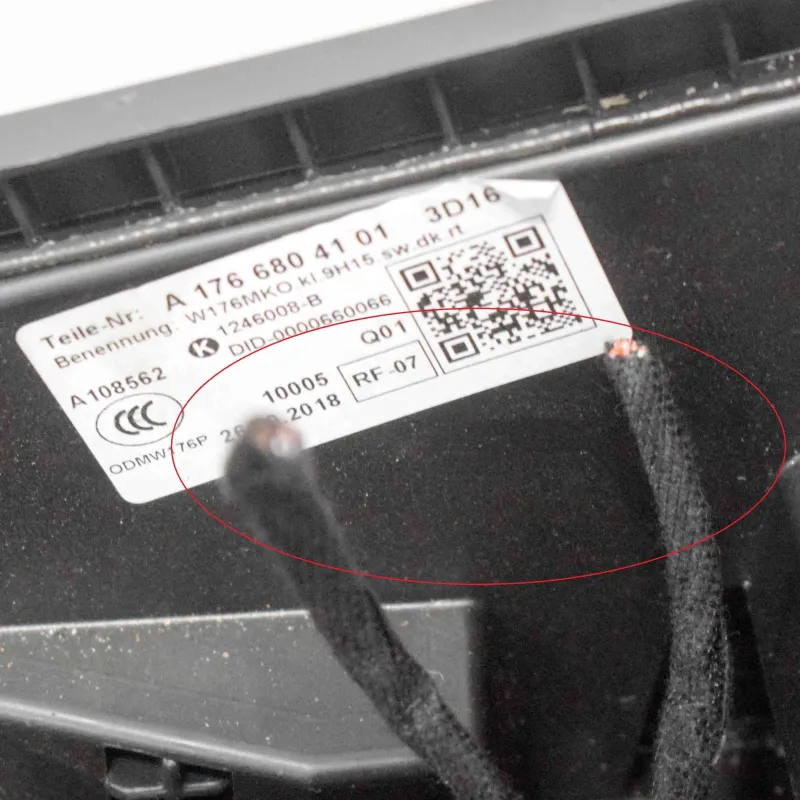 Teile-Nr: A 176 680 41 01 3D16
Benennung: W176MKO.kl.9H15.sw.dk rt
K 1246008-B
DID-0000660066
A108562
Q01
CCC
10005
RF-07
ODMW176P
2018